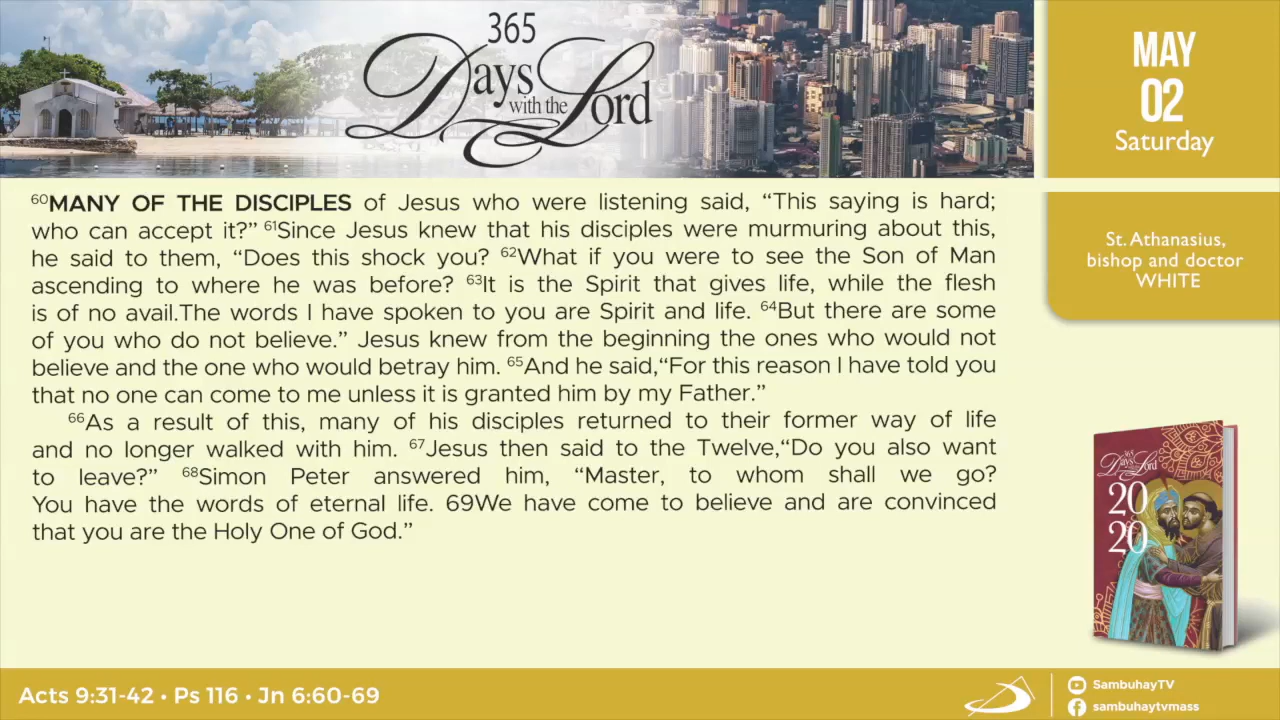 365
Days with the Lord
MAY
02
Saturday
St. Athanasius,
bishop and doctor
WHITE
⁶⁰MANY OF THE DISCIPLES of Jesus who were listening said, “This saying is hard;
who can accept it?” ⁶¹Since Jesus knew that his disciples were murmuring about this,
he said to them, “Does this shock you? ⁶²What if you were to see the Son of Man
ascending to where he was before? ⁶³It is the Spirit that gives life, while the flesh
is of no avail.The words I have spoken to you are Spirit and life. ⁶⁴But there are some
of you who do not believe.” Jesus knew from the beginning the ones who would not
believe and the one who would betray him. ⁶⁵And he said,“For this reason I have told you
that no one can come to me unless it is granted him by my Father.”
⁶⁶As a result of this, many of his disciples returned to their former way of life
and no longer walked with him. ⁶⁷Jesus then said to the Twelve,“Do you also want
to leave?” ⁶⁸Simon Peter answered him, “Master, to whom shall we go?
You have the words of eternal life. 69We have come to believe and are convinced
that you are the Holy One of God.”
365
Days with the Lord
20
20
Acts 9:31-42 • Ps 116 • Jn 6:60-69
SambuhayTV
sambuhaytvmass